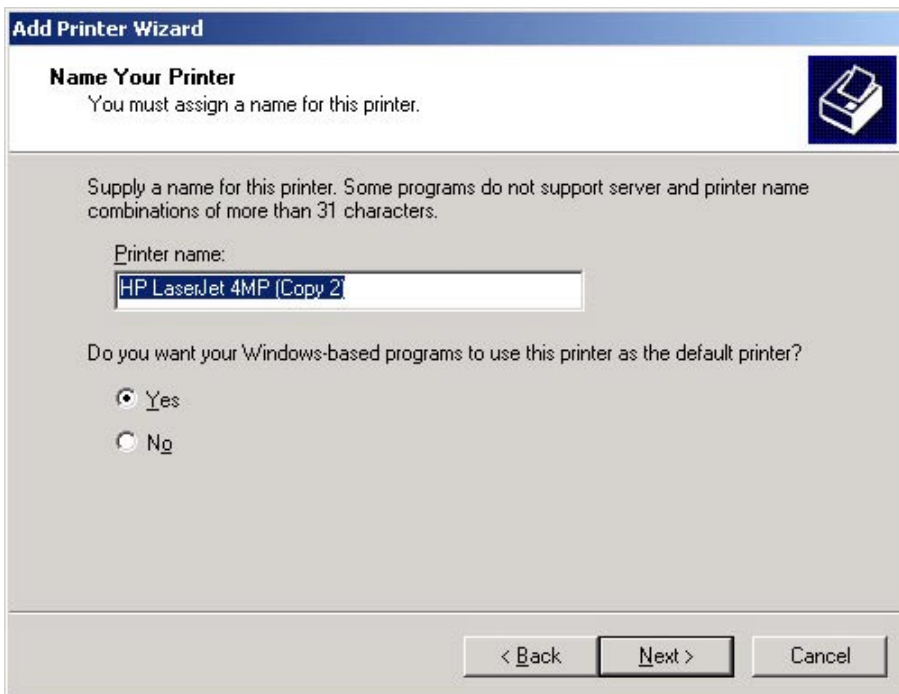 Add Printer Wizard
Name Your Printer
You must assign a name for this printer.
Supply a name for this printer. Some programs do not support server and printer name
combinations of more than 31 characters.
Printer name:
HP LaserJet 4MP (Copy 2)
Do you want your Windows-based programs to use this printer as the default printer?
Yes
No
< Back Next > Cancel